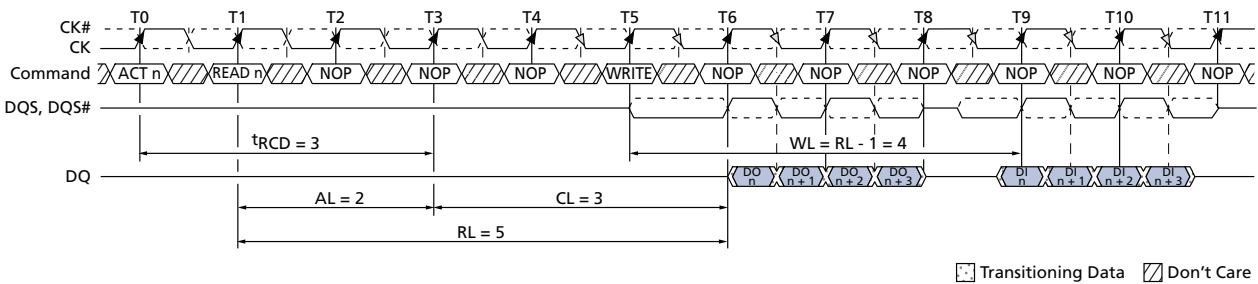 T0 T1 T2 T3 T4 T5 T6 T7 T8 T9 T10 T11
CK#
CK
Command ACT n READ n NOP NOP NOP WRITE NOP NOP NOP NOP NOP NOP
DQS, DQS#
tRCD = 3 WL = RL - 1 = 4
DQ DO n DO n + 1 DO n + 2 DO n + 3 DI n DI n + 1 DI n + 2 DI n + 3
AL = 2 CL = 3
RL = 5
Transitioning Data Don't Care